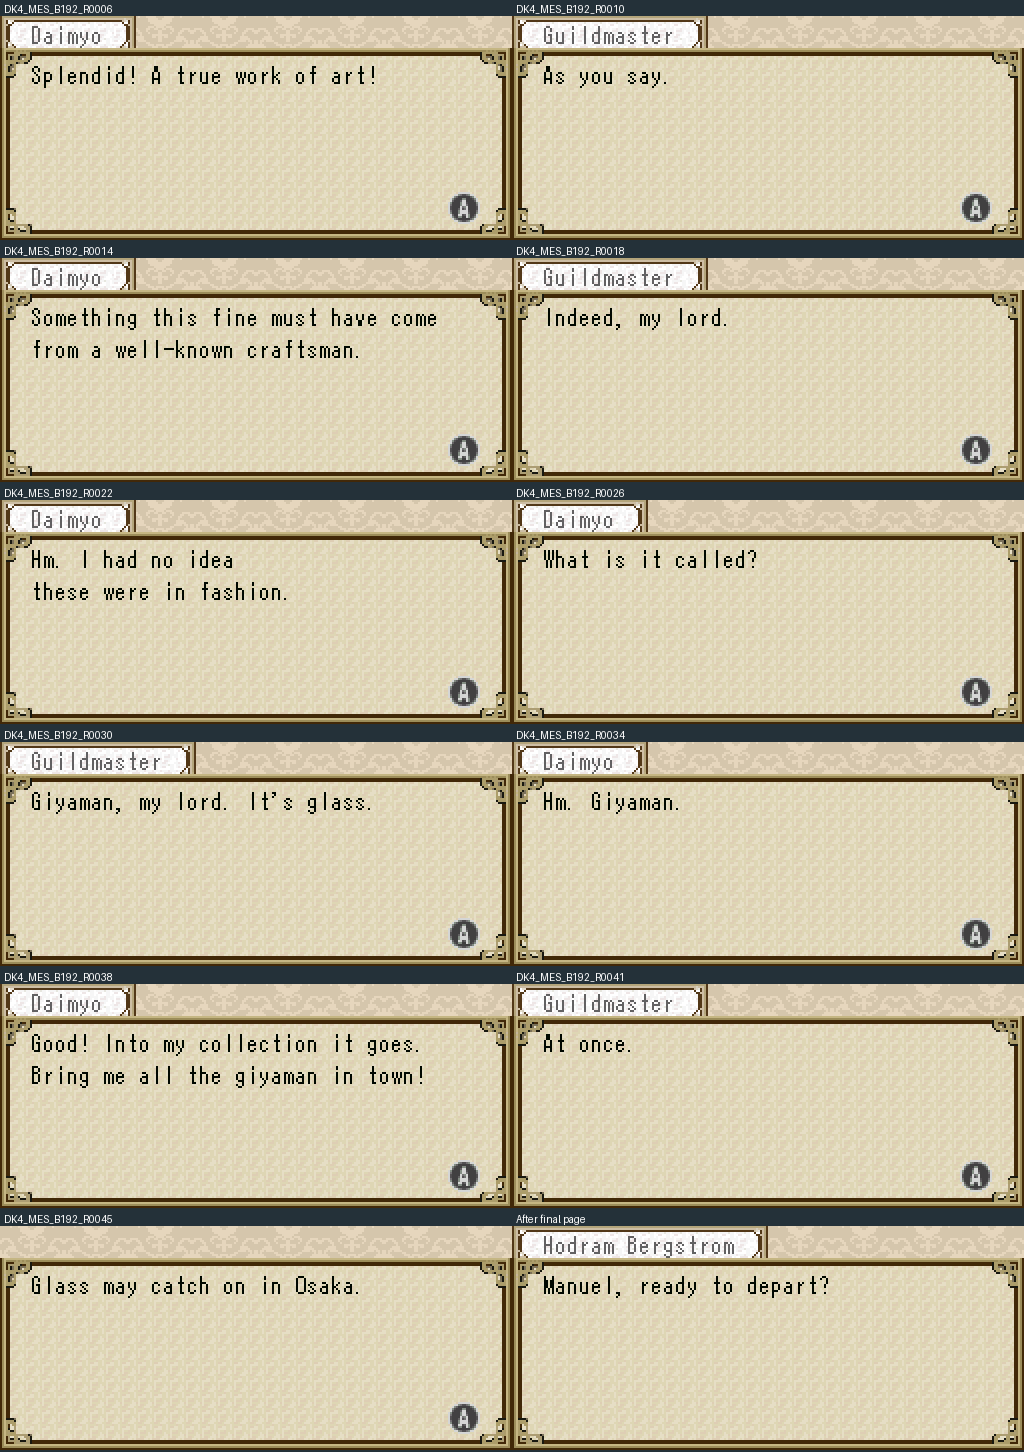 DK4_MES_B192_R0006
Daimyo
Splendid! A true work of art!
A
DK4_MES_B192_R0010
Guildmaster
As you say.
A
DK4_MES_B192_R0014
Daimyo
Something this fine must have come
from a well-known craftsman.
A
DK4_MES_B192_R0018
Guildmaster
Indeed, my lord.
A
DK4_MES_B192_R0022
Daimyo
Hm. I had no idea
these were in fashion.
A
DK4_MES_B192_R0026
Daimyo
What is it called?
A
DK4_MES_B192_R0030
Guildmaster
Giyaman, my lord. It's glass.
A
DK4_MES_B192_R0034
Daimyo
Hm. Giyaman.
A
DK4_MES_B192_R0038
Daimyo
Good! Into my collection it goes.
Bring me all the giyaman in town!
A
DK4_MES_B192_R0041
Guildmaster
At once.
A
DK4_MES_B192_R0045
Glass may catch on in Osaka.
A
After final page
Hodram Bergstrom
Manuel, ready to depart?